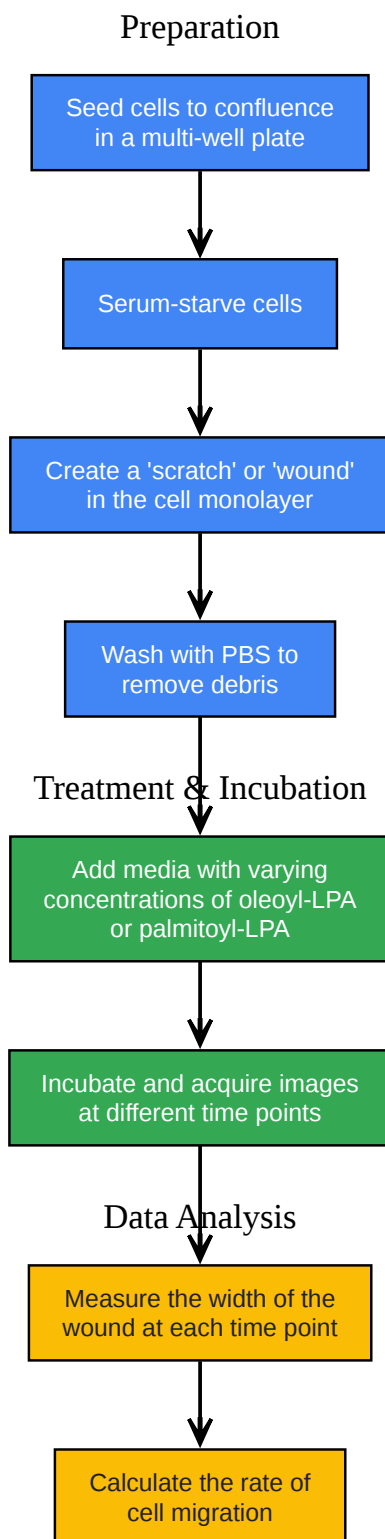 Preparation
Seed cells to confluence
in a multi-well plate
Serum-starve cells
Create a 'scratch' or 'wound'
in the cell monolayer
Wash with PBS to
remove debris
Treatment & Incubation
Add media with varying
concentrations of oleoyl-LPA
or palmitoyl-LPA
Incubate and acquire images
at different time points
Data Analysis
Measure the width of the
wound at each time point
Calculate the rate of
cell migration